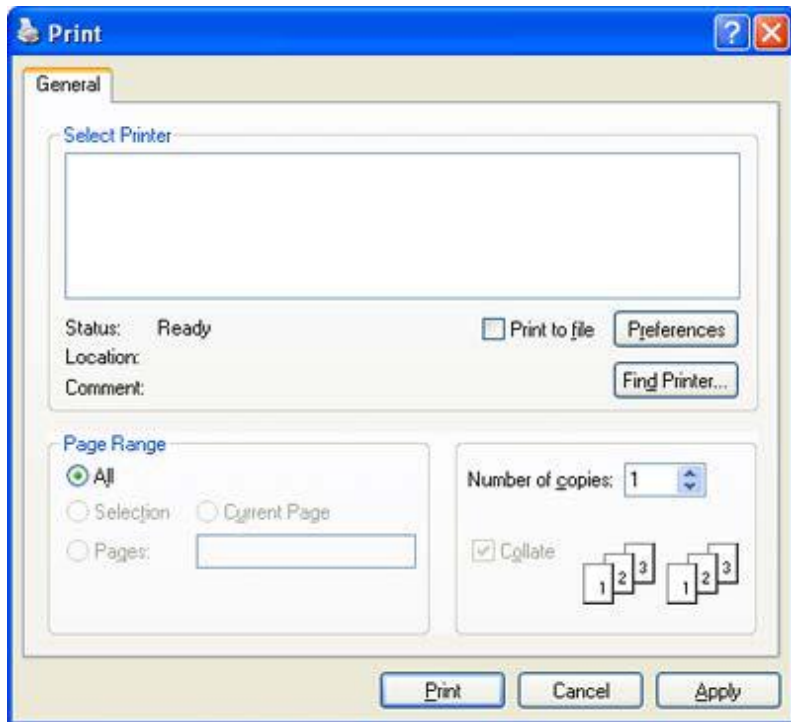 Print
General
Select Printer
Status: Ready
Print to file
Preferences
Location:
Comment:
Find Printer...
Page Range
All
Selection
Current Page
Pages:
Number of copies: 1
Collate
1 2 3 1 2 3
Print Cancel Apply